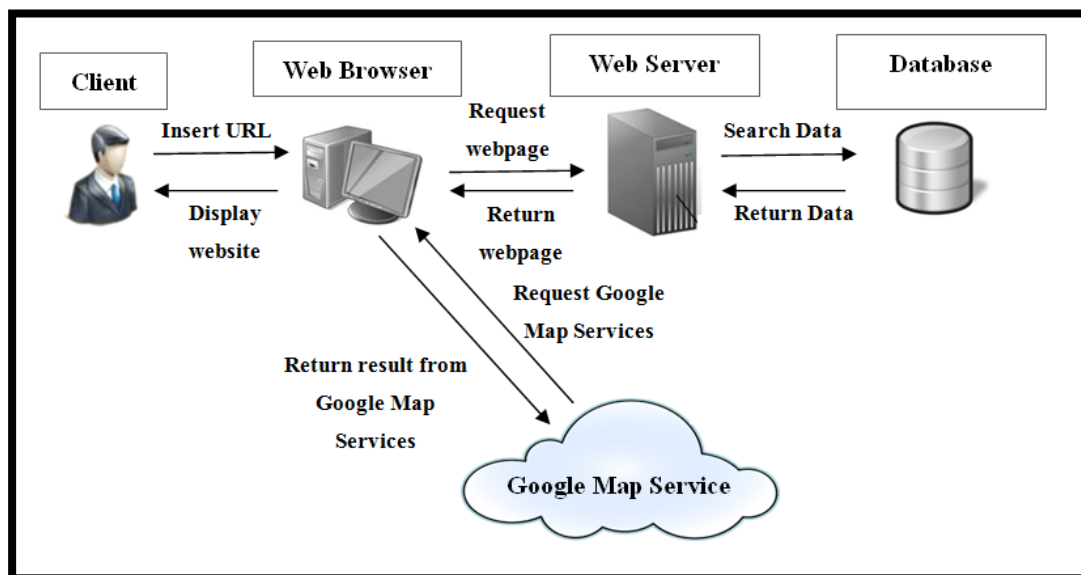 Client
Web Browser
Web Server
Database
Insert URL
Display
website
Request
webpage
Return
webpage
Search Data
Return Data
Request Google
Map Services
Return result from
Google Map
Services
Google Map Service